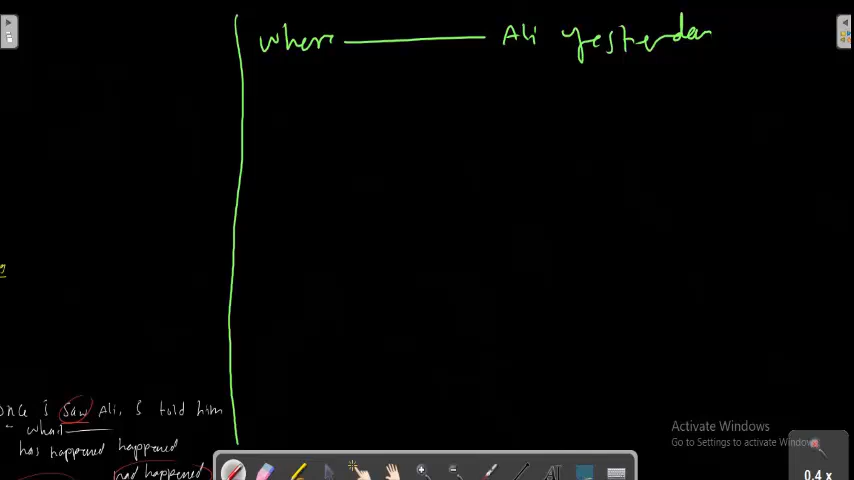 where ——— Ali yesterday
once I saw Ali, I told him
what ———
has happened happened
had happened
Activate Windows
Go to Settings to activate Windows.
0.4 x